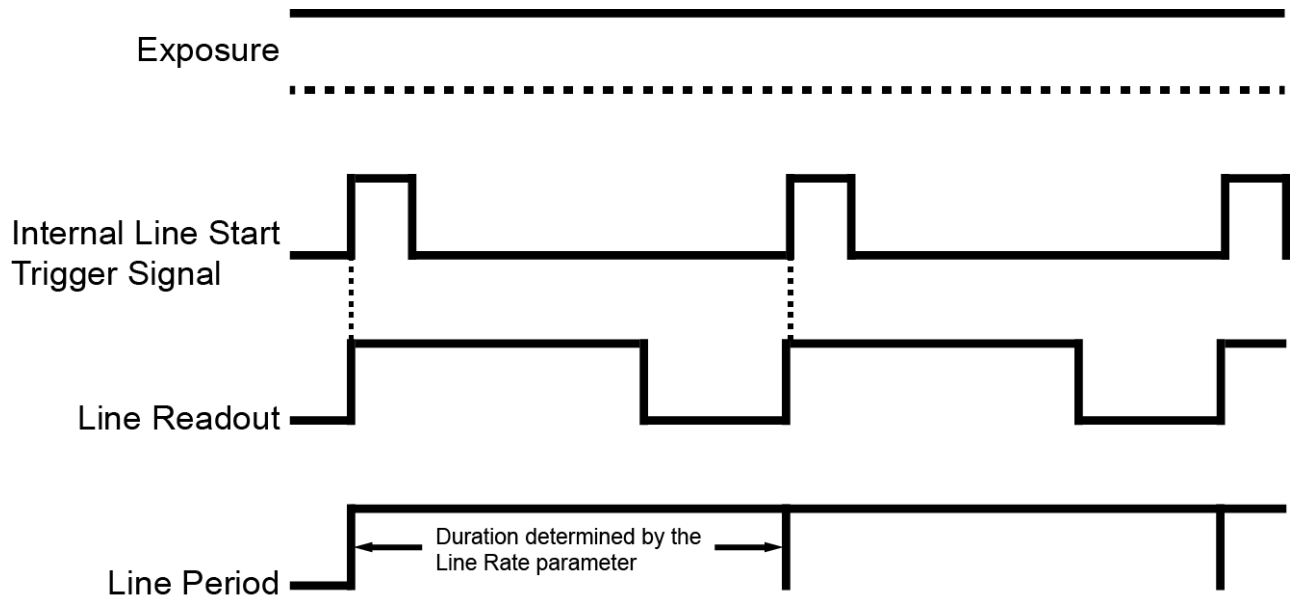 Exposure
Internal Line Start
Trigger Signal
Line Readout
Duration determined by the
Line Rate parameter
Line Period